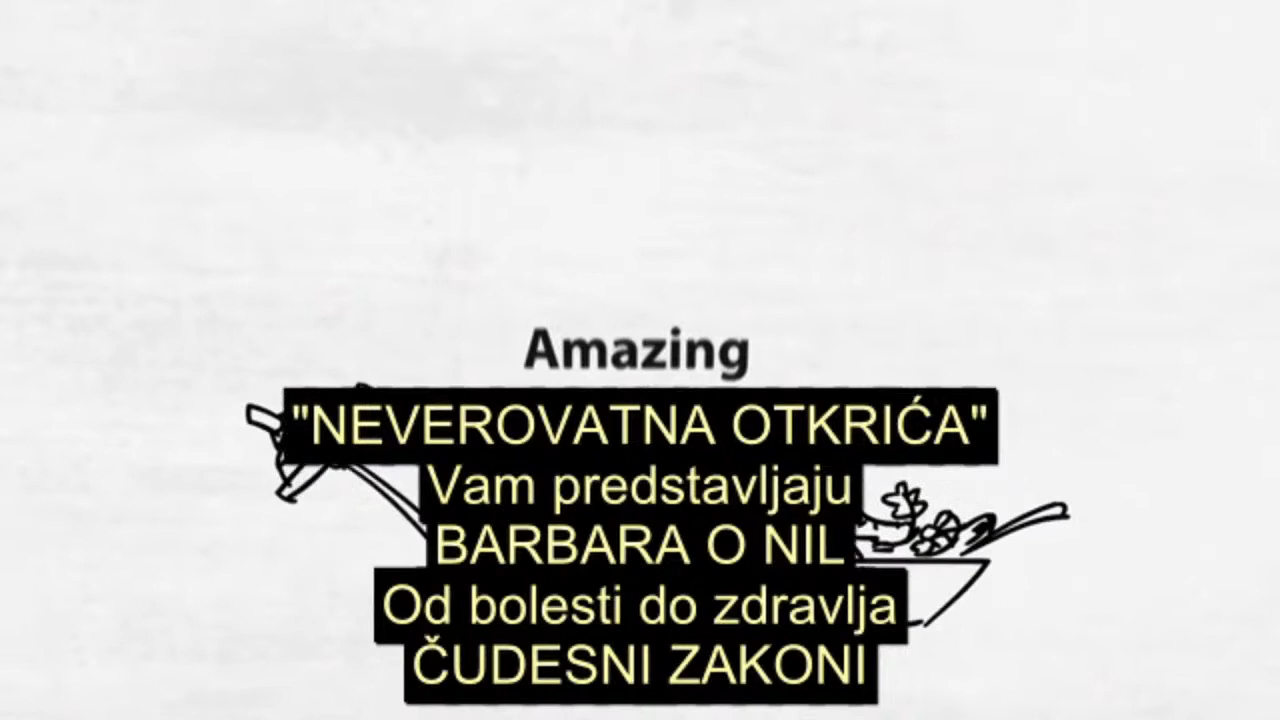 Amazing
"NEVEROVATNA OTKRIĆA"
Vam predstavljaju
BARBARA O NIL
Od bolesti do zdravlja
ČUDESNI ZAKONI